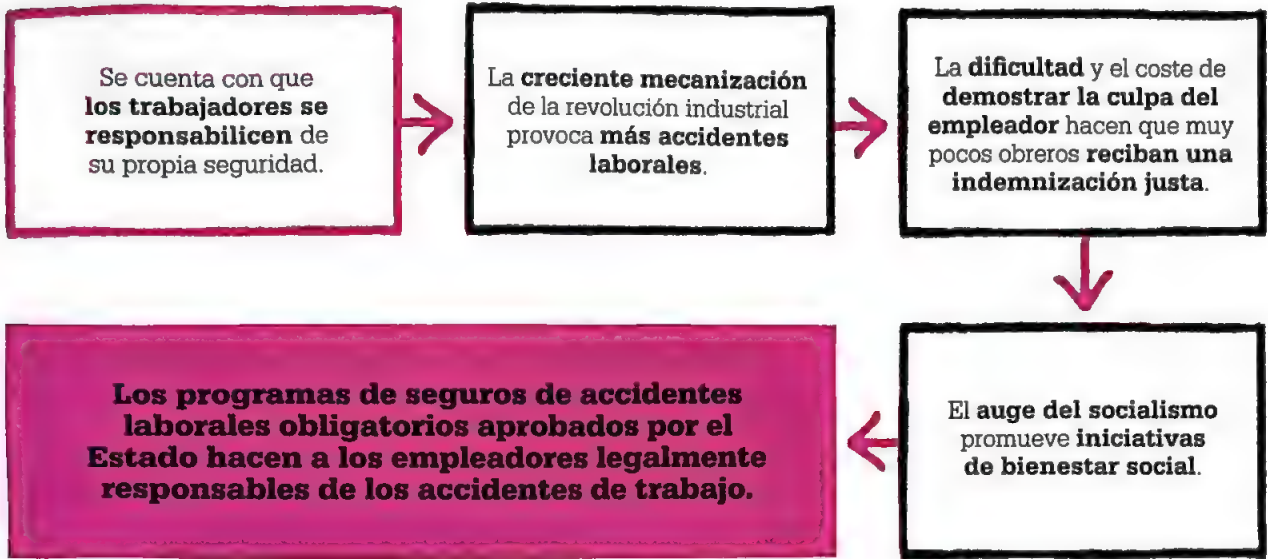 Se cuenta con que
los trabajadores se
responsabilicen de
su propia seguridad.
La creciente mecanización
de la revolución industrial
provoca más accidentes
laborales.
La dificultad y el coste de
demostrar la culpa del
empleador hacen que muy
pocos obreros reciban una
indemnización justa.
El auge del socialismo
promueve iniciativas
de bienestar social.
Los programas de seguros de accidentes
laborales obligatorios aprobados por el
Estado hacen a los empleadores legalmente
responsables de los accidentes de trabajo.